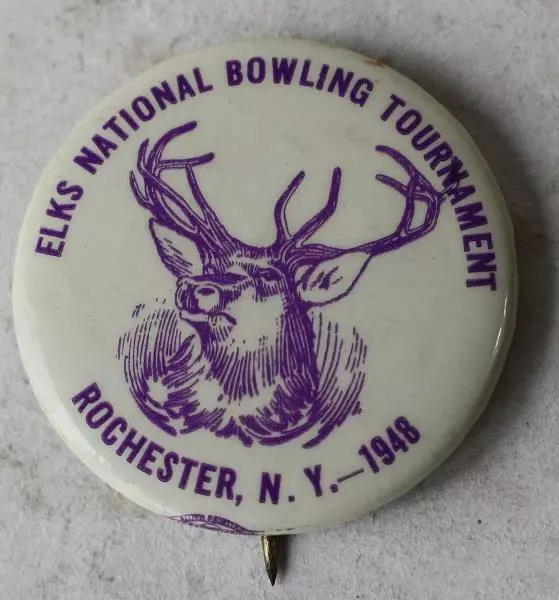 ELKS NATIONAL BOWLING TOURNAMENT
ROCHESTER, N. Y.—1948